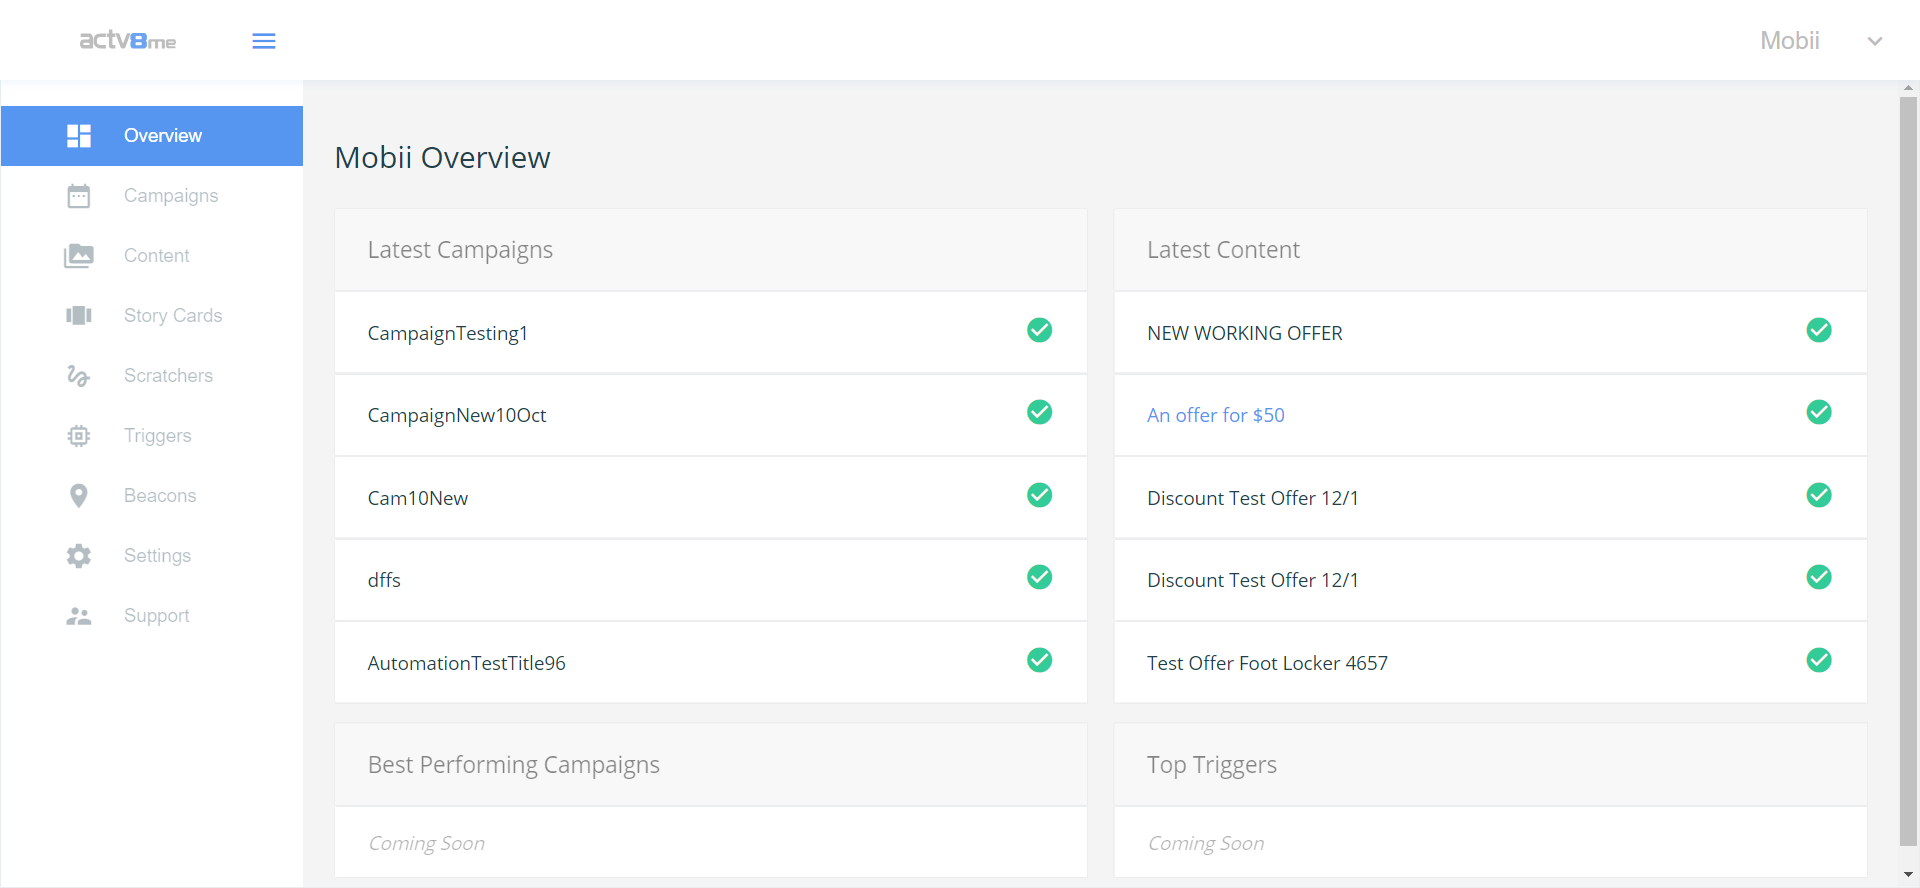 actv8me
Mobii
Overview
Campaigns
Content
Story Cards
Scratchers
Triggers
Beacons
Settings
Support
Mobii Overview
Latest Campaigns
CampaignTesting1
CampaignNew10Oct
Cam10New
dffs
AutomationTestTitle96
Latest Content
NEW WORKING OFFER
An offer for $50
Discount Test Offer 12/1
Discount Test Offer 12/1
Test Offer Foot Locker 4657
Best Performing Campaigns
Coming Soon
Top Triggers
Coming Soon